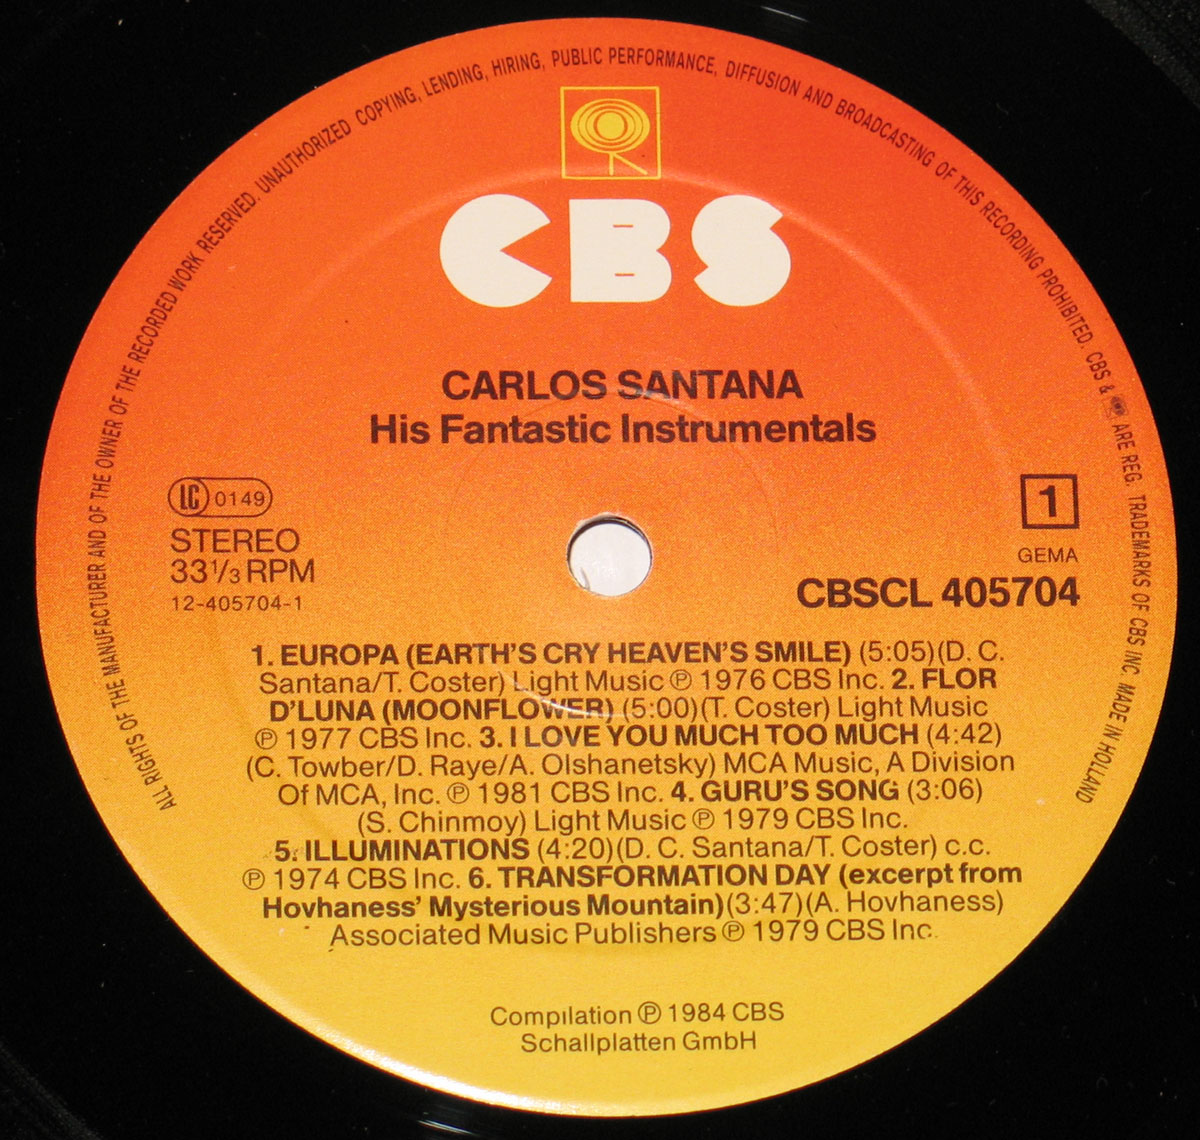 ALL RIGHTS OF THE MANUFACTURER AND OF THE OWNER OF THE RECORDED WORK RESERVED. UNAUTHORIZED COPYING, LENDING, HIRING, PUBLIC PERFORMANCE, DIFFUSION AND BROADCASTING OF THIS RECORDING PROHIBITED. CBS & ARE REG. TRADEMARKS OF CBS INC. MADE IN HOLLAND
CBS
CARLOS SANTANA
His Fantastic Instrumentals
LC 0149
STEREO
33 1/3 RPM
12-405704-1
1
GEMA
CBSCL 405704
1. EUROPA (EARTH'S CRY HEAVEN'S SMILE) (5:05)(D. C.
Santana/T. Coster) Light Music ℗ 1976 CBS Inc. 2. FLOR
D'LUNA (MOONFLOWER) (5:00)(T. Coster) Light Music
℗ 1977 CBS Inc. 3. I LOVE YOU MUCH TOO MUCH (4:42)
(C. Towber/D. Raye/A. Olshanetsky) MCA Music, A Division
Of MCA, Inc. ℗ 1981 CBS Inc. 4. GURU'S SONG (3:06)
(S. Chinmoy) Light Music ℗ 1979 CBS Inc.
5. ILLUMINATIONS (4:20)(D. C. Santana/T. Coster) c.c.
℗ 1974 CBS Inc. 6. TRANSFORMATION DAY (excerpt from
Hovhaness' Mysterious Mountain)(3:47)(A. Hovhaness)
Associated Music Publishers ℗ 1979 CBS Inc.
Compilation ℗ 1984 CBS
Schallplatten GmbH